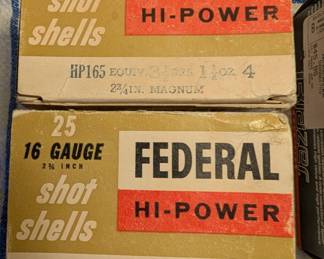 shot
shells
HI-POWER
HP165 EQUIV. 3½ DRS 1¼ OZ. 4
2¾ IN. MAGNUM
25
16 GAUGE
2¾ INCH
shot
shells
FEDERAL
HI-POWER